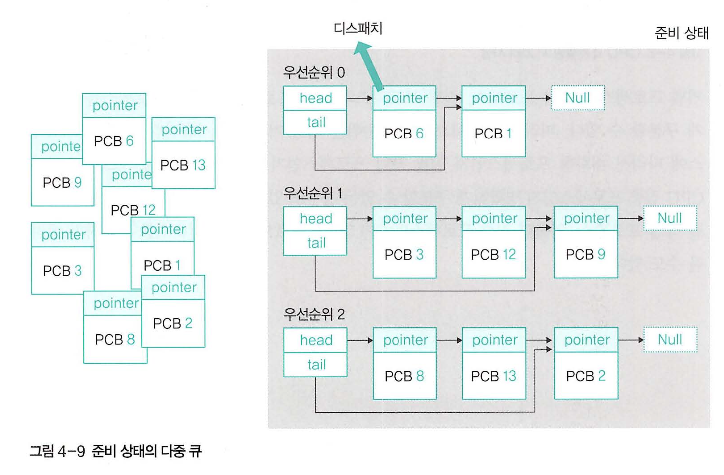 디스패치
준비 상태
우선순위 0
head
tail
pointer
PCB 6
pointer
PCB 1
Null
우선순위 1
head
tail
pointer
PCB 3
pointer
PCB 12
pointer
PCB 9
Null
우선순위 2
head
tail
pointer
PCB 8
pointer
PCB 13
pointer
PCB 2
Null
pointer
PCB 6
pointer
PCB 13
pointe
PCB 9
pointe
PCB 12
pointer
PCB 3
pointer
PCB 1
pointer
PCB 8
pointer
PCB 2
그림 4-9 준비 상태의 다중 큐